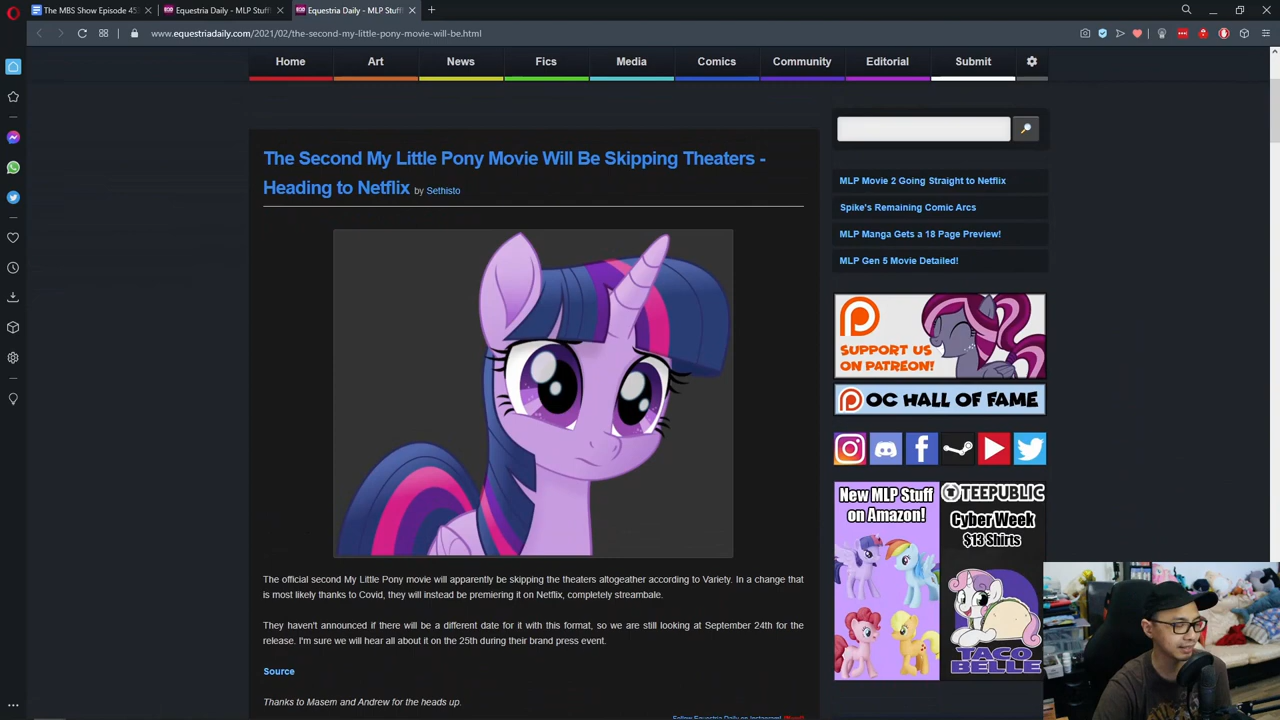 The MBS Show Episode 45
Equestria Daily - MLP Stuff
Equestria Daily - MLP Stuf
www.equestriadaily.com/2021/02/the-second-my-little-pony-movie-will-be.html
Home
Art
News
Fics
Media
Comics
Community
Editorial
Submit
The Second My Little Pony Movie Will Be Skipping Theaters -
Heading to Netflix by Sethisto
The official second My Little Pony movie will apparently be skipping the theaters altogeather according to Variety. In a change that
is most likely thanks to Covid, they will instead be premiering it on Netflix, completely streambale.
They haven't announced if there will be a different date for it with this format, so we are still looking at September 24th for the
release. I'm sure we will hear all about it on the 25th during their brand press event.
Source
Thanks to Masem and Andrew for the heads up.
Follow Equestria Daily on Instagram!
MLP Movie 2 Going Straight to Netflix
Spike's Remaining Comic Arcs
MLP Manga Gets a 18 Page Preview!
MLP Gen 5 Movie Detailed!
SUPPORT US
ON PATREON!
OC HALL OF FAME
New MLP Stuff
on Amazon!
TEEPUBLIC
Cyber Week
$13 Shirts
TACO
BELLE